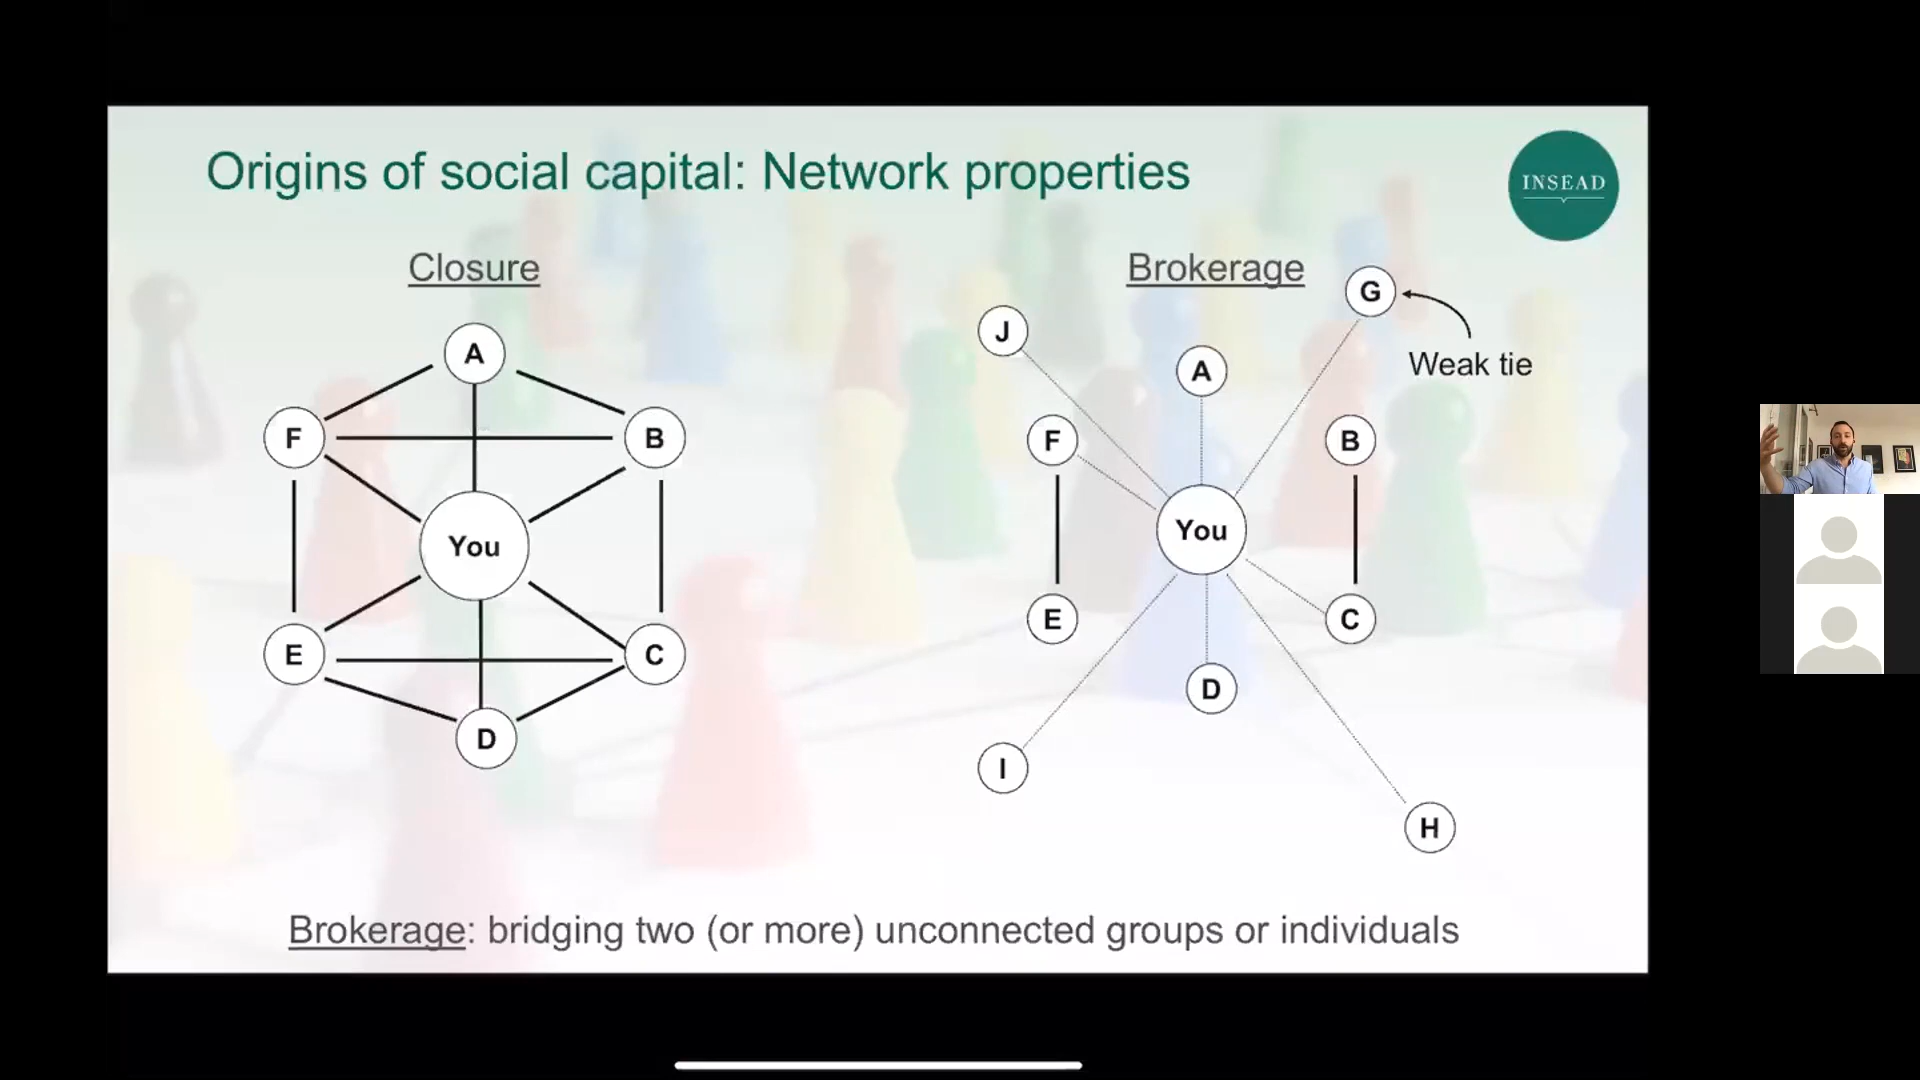 Origins of social capital: Network properties
INSEAD
Closure
A
F
B
You
E
C
D
Brokerage
G
Weak tie
J
A
F
B
You
E
C
D
I
H
Brokerage: bridging two (or more) unconnected groups or individuals